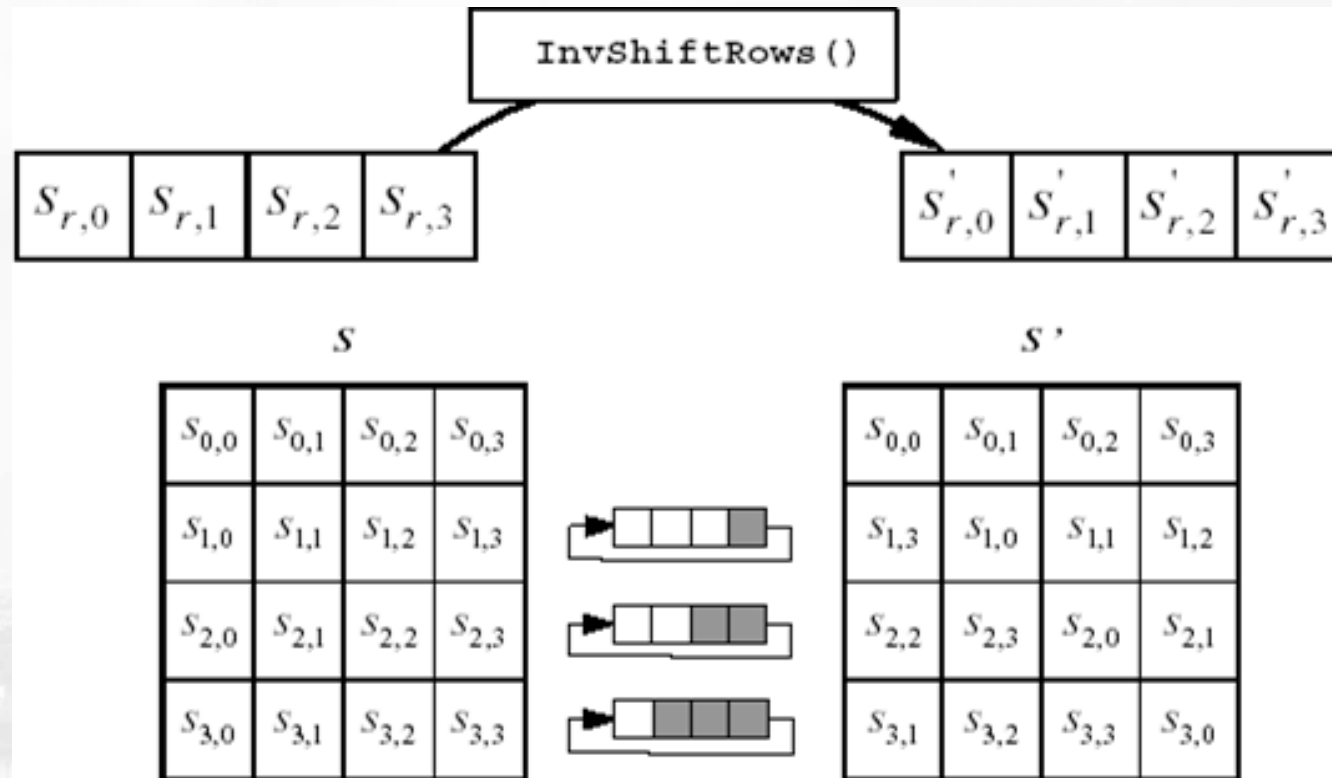 InvShiftRows()
S_{r,0} S_{r,1} S_{r,2} S_{r,3} S'_{r,0} S'_{r,1} S'_{r,2} S'_{r,3}
S S'
S_{0,0} S_{0,1} S_{0,2} S_{0,3} S_{0,0} S_{0,1} S_{0,2} S_{0,3}
S_{1,0} S_{1,1} S_{1,2} S_{1,3} S_{1,3} S_{1,0} S_{1,1} S_{1,2}
S_{2,0} S_{2,1} S_{2,2} S_{2,3} S_{2,2} S_{2,3} S_{2,0} S_{2,1}
S_{3,0} S_{3,1} S_{3,2} S_{3,3} S_{3,1} S_{3,2} S_{3,3} S_{3,0}